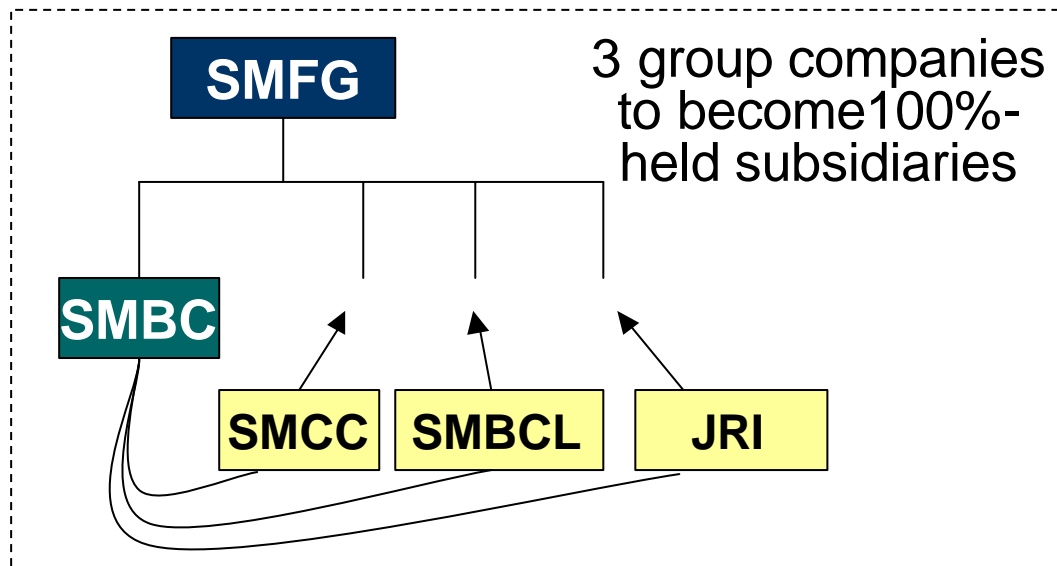 SMFG
3 group companies
to become100%-
held subsidiaries
SMBC
SMCC
SMBCL
JRI